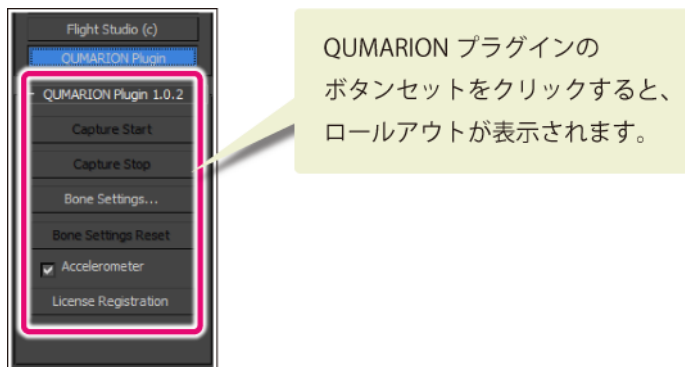 Flight Studio (c)
QUMARION Plugin
- QUMARION Plugin 1.0.2
Capture Start
Capture Stop
Bone Settings...
Bone Settings Reset
Accelerometer
License Registration
QUMARION プラグインの
ボタンセットをクリックすると、
ロールアウトが表示されます。